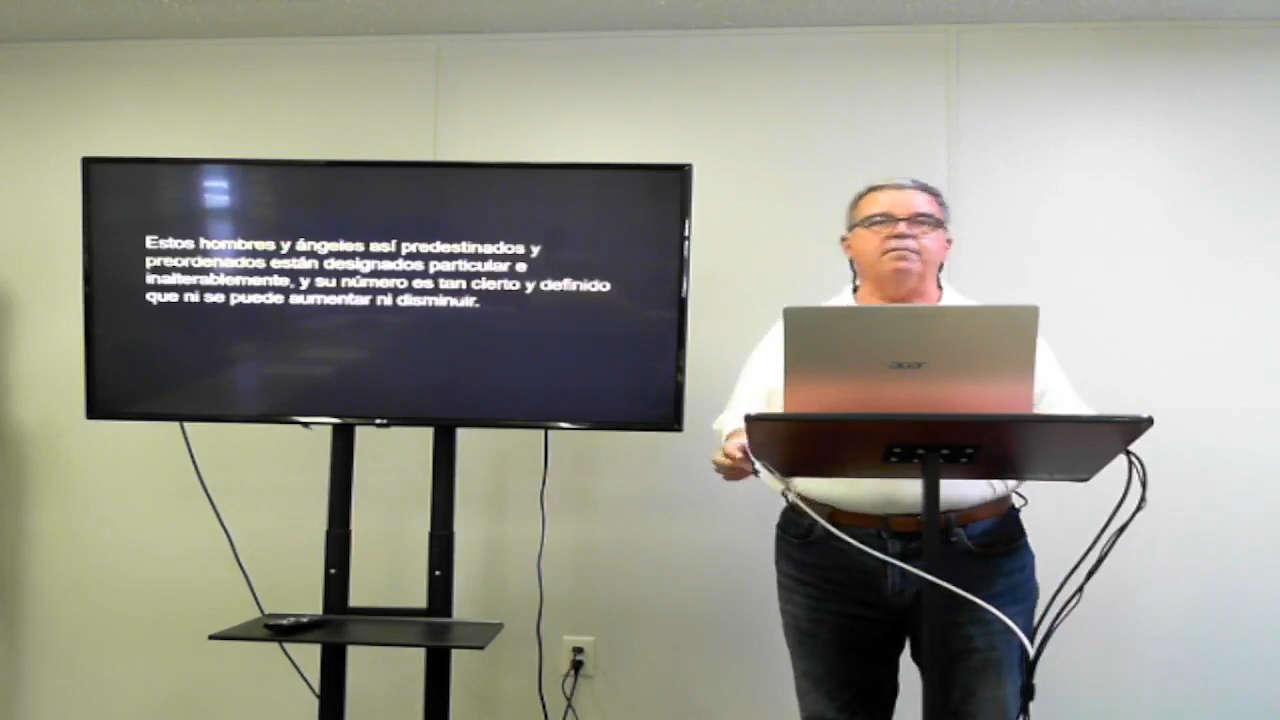 Estos hombres y ángeles así predestinados y
preordenados están designados particular e
inalterablemente, y su número es tan cierto y definido
que ni se puede aumentar ni disminuir.
acer